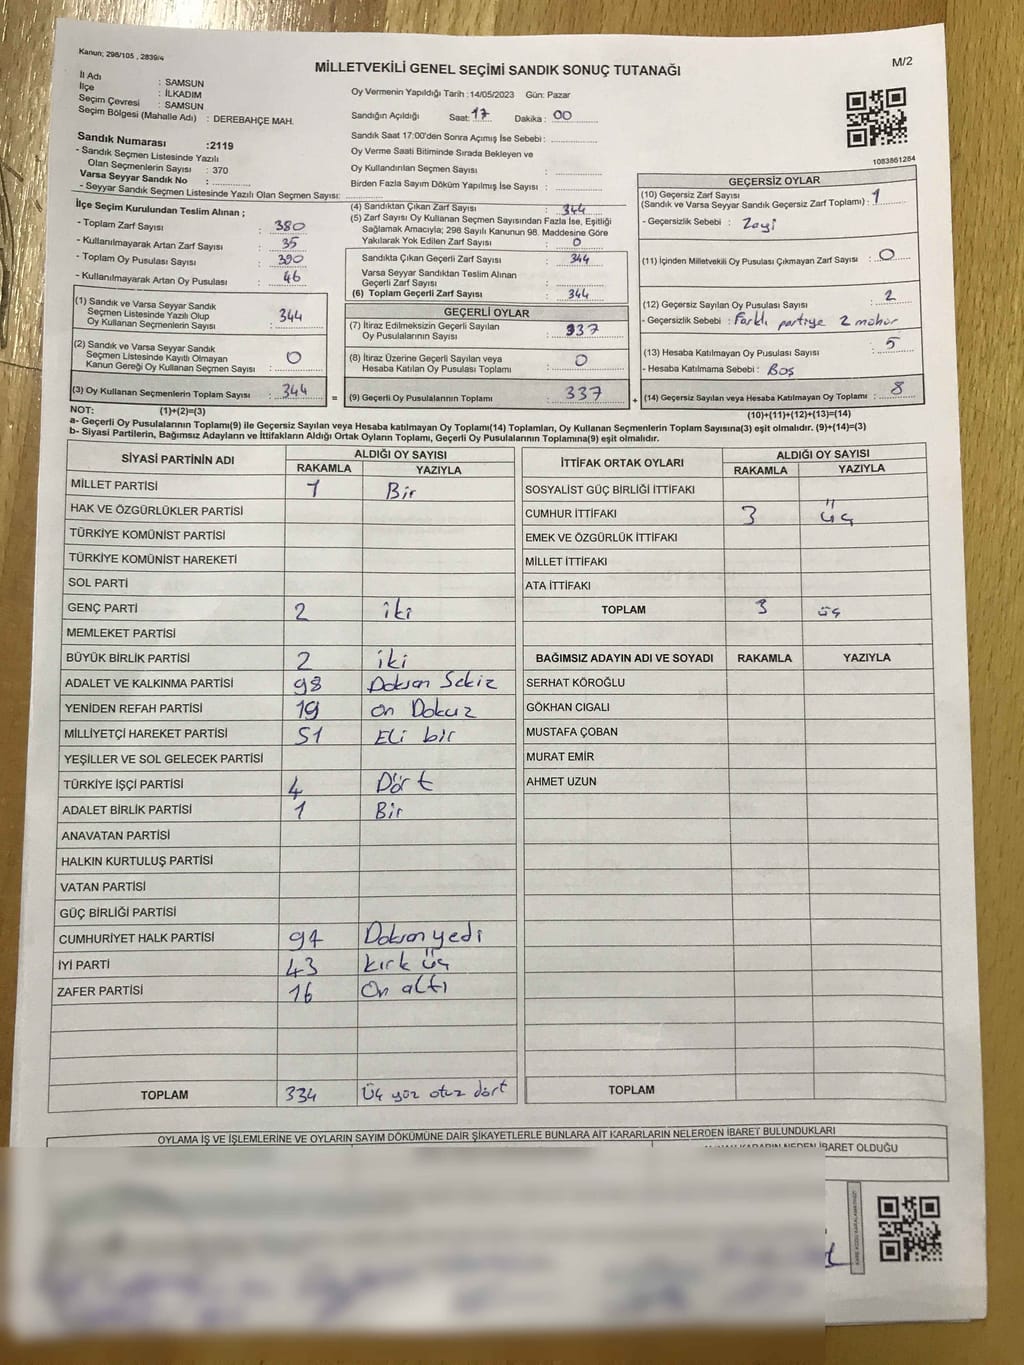 Kanun; 298/105 , 2839/4
MİLLETVEKİLİ GENEL SEÇİMİ SANDIK SONUÇ TUTANAĞI
M/2
İl Adı : SAMSUN
İlçe : İLKADIM
Seçim Çevresi : SAMSUN
Seçim Bölgesi (Mahalle Adı) : DEREBAHÇE MAH.
Oy Vermenin Yapıldığı Tarih :14/05/2023 Gün: Pazar
Sandığın Açıldığı Saat: 17 Dakika : 00
Sandık Saat 17:00'den Sonra Açımış İse Sebebi :
Oy Verme Saati Bitiminde Sırada Bekleyen ve
Oy Kullandırılan Seçmen Sayısı :
Birden Fazla Sayım Döküm Yapılmış İse Sayısı :
1083861284
Sandık Numarası :2119
- Sandık Seçmen Listesinde Yazılı
Olan Seçmenlerin Sayısı : 370
Varsa Seyyar Sandık No :
- Seyyar Sandık Seçmen Listesinde Yazılı Olan Seçmen Sayısı:
İlçe Seçim Kurulundan Teslim Alınan ;
- Toplam Zarf Sayısı : 380
- Kullanılmayarak Artan Zarf Sayısı : 35
- Toplam Oy Pusulası Sayısı : 390
- Kullanılmayarak Artan Oy Pusulası : 46
(1) Sandık ve Varsa Seyyar Sandık
Seçmen Listesinde Yazılı Olup
Oy Kullanan Seçmenlerin Sayısı : 344
(2) Sandık ve Varsa Seyyar Sandık
Seçmen Listesinde Kayıtlı Olmayan
Kanun Gereği Oy Kullanan Seçmen Sayısı : 0
(3) Oy Kullanan Seçmenlerin Toplam Sayısı : 344 =
(4) Sandıktan Çıkan Zarf Sayısı : 344
(5) Zarf Sayısı Oy Kullanan Seçmen Sayısından Fazla İse, Eşitliği
Sağlamak Amacıyla; 298 Sayılı Kanunun 98. Maddesine Göre
Yakılarak Yok Edilen Zarf Sayısı : 0
Sandıkta Çıkan Geçerli Zarf Sayısı : 344
Varsa Seyyar Sandıktan Teslim Alınan
Geçerli Zarf Sayısı :
(6) Toplam Geçerli Zarf Sayısı : 344
GEÇERLİ OYLAR
(7) İtiraz Edilmeksizin Geçerli Sayılan
Oy Pusulalarının Sayısı : 337
(8) İtiraz Üzerine Geçerli Sayılan veya
Hesaba Katılan Oy Pusulası Toplamı : 0
(9) Geçerli Oy Pusulalarının Toplamı : 337 +
GEÇERSİZ OYLAR
(10) Geçersiz Zarf Sayısı
(Sandık ve Varsa Seyyar Sandık Geçersiz Zarf Toplamı) : 1
- Geçersizlik Sebebi : Zayi
(11) İçinden Milletvekili Oy Pusulası Çıkmayan Zarf Sayısı : 0
(12) Geçersiz Sayılan Oy Pusulası Sayısı : 2
- Geçersizlik Sebebi : Farklı partiye 2 mühür
(13) Hesaba Katılmayan Oy Pusulası Sayısı : 5
- Hesaba Katılmama Sebebi : Boş
(14) Geçersiz Sayılan veya Hesaba Katılmayan Oy Toplamı : 8
NOT: (1)+(2)=(3)
(10)+(11)+(12)+(13)=(14)
a- Geçerli Oy Pusulalarının Toplamı(9) ile Geçersiz Sayılan veya Hesaba katılmayan Oy Toplamı(14) Toplamları, Oy Kullanan Seçmenlerin Toplam Sayısına(3) eşit olmalıdır. (9)+(14)=(3)
b- Siyasi Partilerin, Bağımsız Adayların ve İttifakların Aldığı Ortak Oyların Toplamı, Geçerli Oy Pusulalarının Toplamına(9) eşit olmalıdır.
SİYASİ PARTİNİN ADI ALDIĞI OY SAYISI
RAKAMLA YAZIYLA
MİLLET PARTİSİ 1 Bir
HAK VE ÖZGÜRLÜKLER PARTİSİ
TÜRKİYE KOMÜNİST PARTİSİ
TÜRKİYE KOMÜNİST HAREKETİ
SOL PARTİ
GENÇ PARTİ 2 iki
MEMLEKET PARTİSİ
BÜYÜK BİRLİK PARTİSİ 2 iki
ADALET VE KALKINMA PARTİSİ 98 Doksan Sekiz
YENİDEN REFAH PARTİSİ 19 on Dokuz
MİLLİYETÇİ HAREKET PARTİSİ 51 Elli bir
YEŞİLLER VE SOL GELECEK PARTİSİ
TÜRKİYE İŞÇİ PARTİSİ 4 Dört
ADALET BİRLİK PARTİSİ 1 Bir
ANAVATAN PARTİSİ
HALKIN KURTULUŞ PARTİSİ
VATAN PARTİSİ
GÜÇ BİRLİĞİ PARTİSİ
CUMHURİYET HALK PARTİSİ 97 Doksan yedi
İYİ PARTİ 43 kırk üç
ZAFER PARTİSİ 16 On altı
TOPLAM 334 Üç yüz otuz dört
İTTİFAK ORTAK OYLARI ALDIĞI OY SAYISI
RAKAMLA YAZIYLA
SOSYALİST GÜÇ BİRLİĞİ İTTİFAKI
CUMHUR İTTİFAKI 3 üç
EMEK VE ÖZGÜRLÜK İTTİFAKI
MİLLET İTTİFAKI
ATA İTTİFAKI
TOPLAM 3 üç
BAĞIMSIZ ADAYIN ADI VE SOYADI RAKAMLA YAZIYLA
SERHAT KÖROĞLU
GÖKHAN CIGALI
MUSTAFA ÇOBAN
MURAT EMİR
AHMET UZUN
TOPLAM
OYLAMA İŞ VE İŞLEMLERİNE VE OYLARIN SAYIM DÖKÜMÜNE DAİR ŞİKAYETLERLE BUNLARA AİT KARARLARIN NELERDEN İBARET BULUNDUKLARI
KARARIN NEDEN İBARET OLDUĞU
KARE KODU KARALAMAYINIZ!